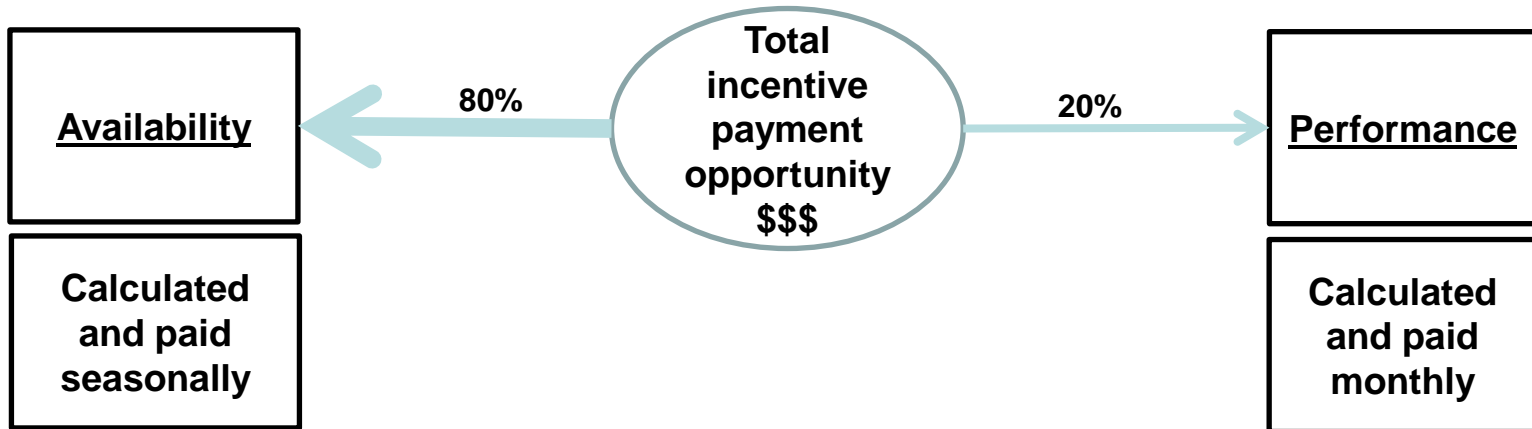 Total
incentive
payment
opportunity
$$$
80%
20%
Availability
Performance
Calculated
and paid
seasonally
Calculated
and paid
monthly